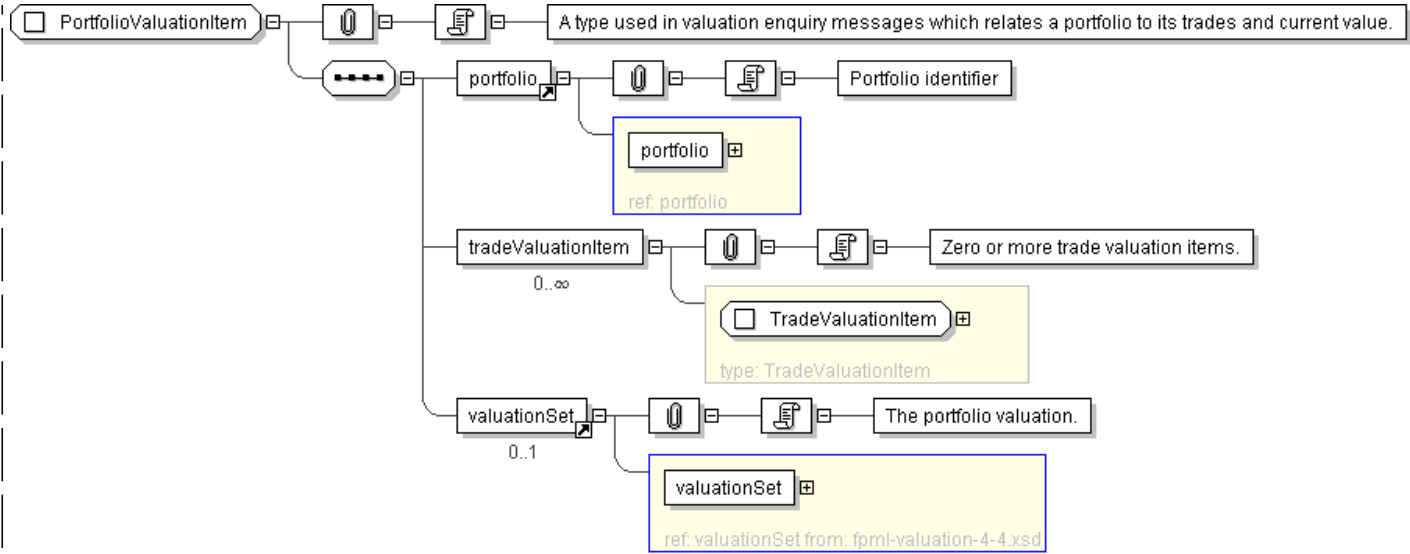 PortfolioValuationItem
A type used in valuation enquiry messages which relates a portfolio to its trades and current value.
portfolio
Portfolio identifier
portfolio
ref: portfolio
tradeValuationItem
Zero or more trade valuation items.
0..∞
TradeValuationItem
type: TradeValuationItem
valuationSet
The portfolio valuation.
0..1
valuationSet
ref: valuationSet from: fpml-valuation-4-4.xsd